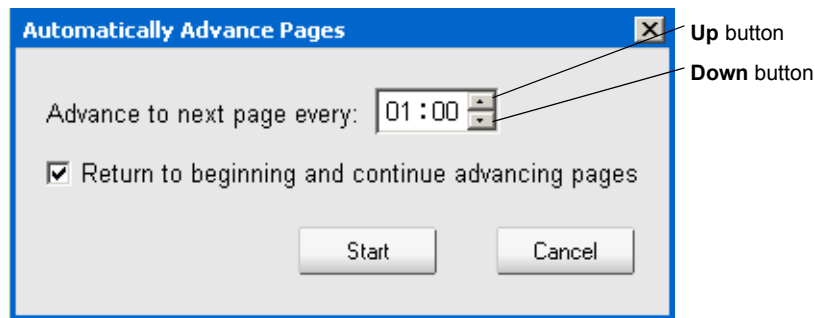 Automatically Advance Pages
Up button
Down button
Advance to next page every: 01:00
Return to beginning and continue advancing pages
Start Cancel